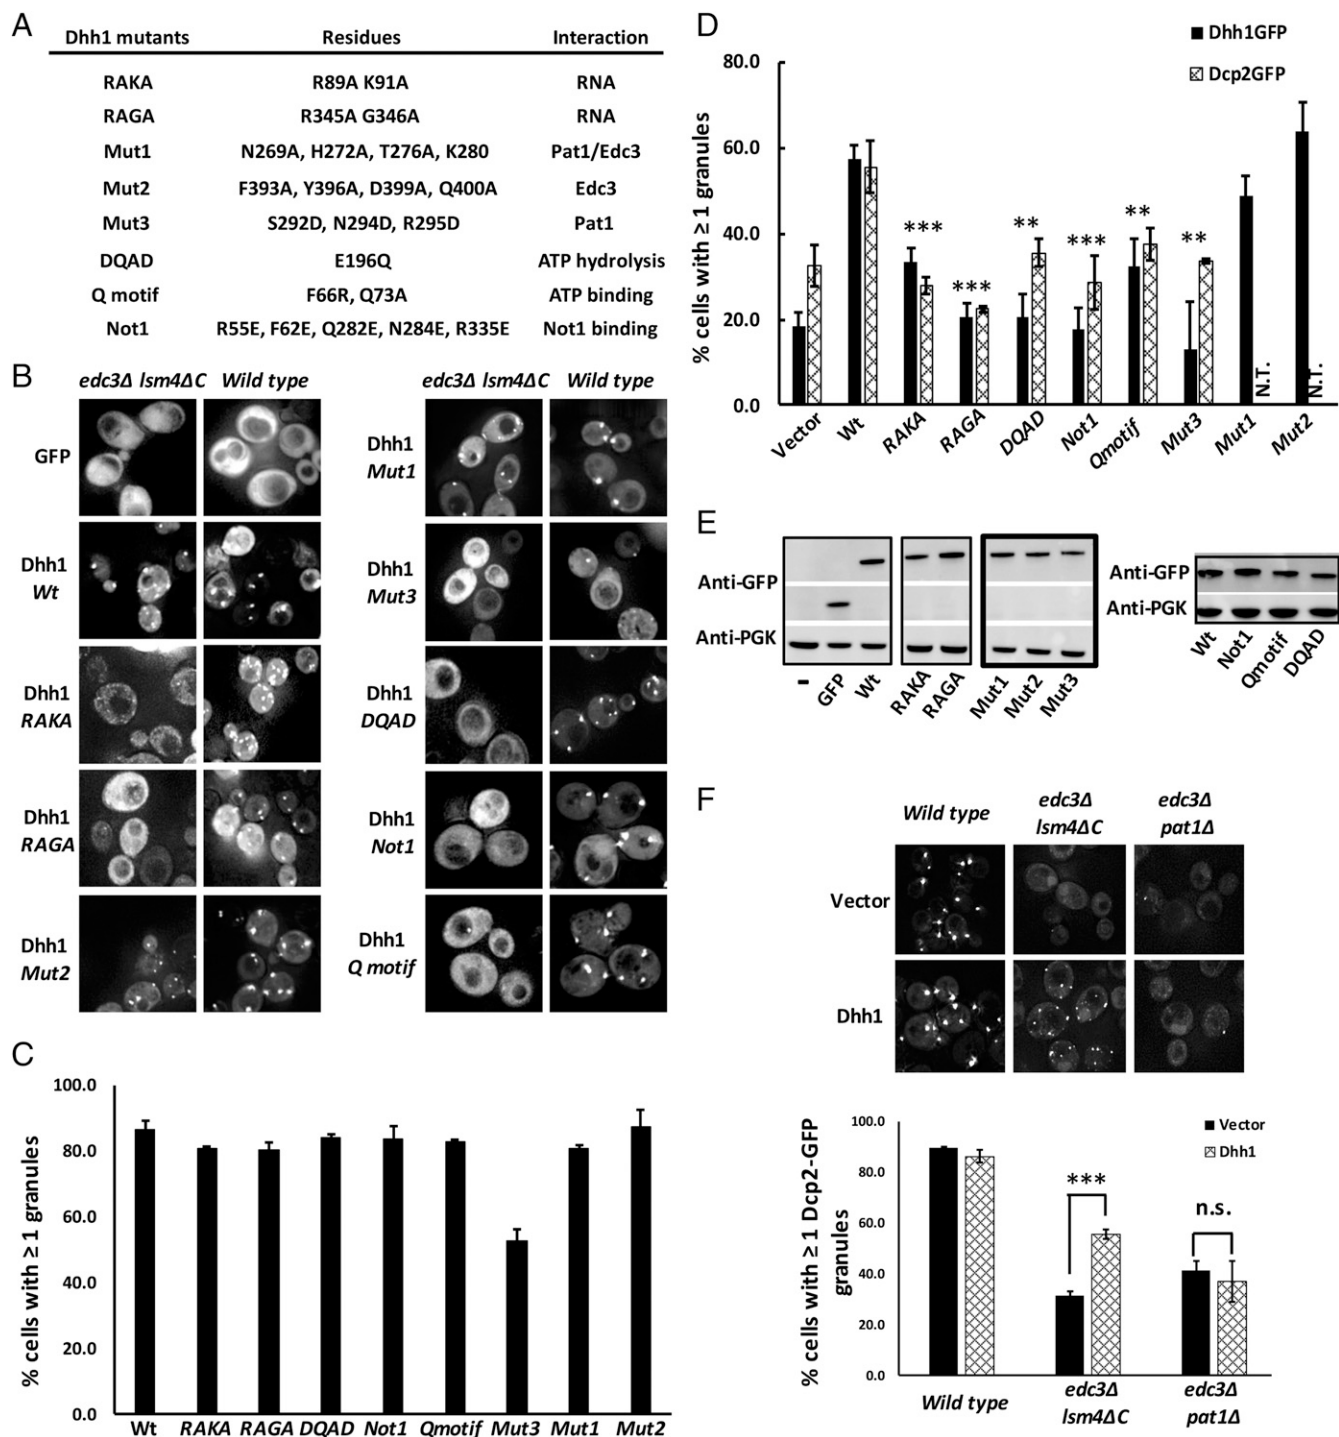 A
Dhh1 mutants Residues Interaction
RAKA R89A K91A RNA
RAGA R345A G346A RNA
Mut1 N269A, H272A, T276A, K280 Pat1/Edc3
Mut2 F393A, Y396A, D399A, Q400A Edc3
Mut3 S292D, N294D, R295D Pat1
DQAD E196Q ATP hydrolysis
Q motif F66R, Q73A ATP binding
Not1 R55E, F62E, Q282E, N284E, R335E Not1 binding
B
edc3Δ lsm4ΔC Wild type edc3Δ lsm4ΔC Wild type
GFP
Dhh1
Mut1
Dhh1
Wt
Dhh1
Mut3
Dhh1
RAKA
Dhh1
DQAD
Dhh1
RAGA
Dhh1
Not1
Dhh1
Mut2
Dhh1
Q motif
C
% cells with ≥ 1 granules
100.0
80.0
60.0
40.0
20.0
0.0
Wt RAKA RAGA DQAD Not1 Qmotif Mut3 Mut1 Mut2
D
Dhh1GFP
Dcp2GFP
% cells with ≥ 1 granules
80.0
60.0
40.0
20.0
0.0
*** *** ** *** ** **
N.T. N.T.
Vector Wt RAKA RAGA DQAD Not1 Qmotif Mut3 Mut1 Mut2
E
Anti-GFP
Anti-PGK
- GFP Wt RAKA RAGA Mut1 Mut2 Mut3
Anti-GFP
Anti-PGK
Wt Not1 Qmotif DQAD
F
Wild type edc3Δ lsm4ΔC edc3Δ pat1Δ
Vector
Dhh1
% cells with ≥ 1 Dcp2-GFP
granules
100.0
80.0
60.0
40.0
20.0
0.0
Vector
Dhh1
***
n.s.
Wild type edc3Δ lsm4ΔC edc3Δ pat1Δ